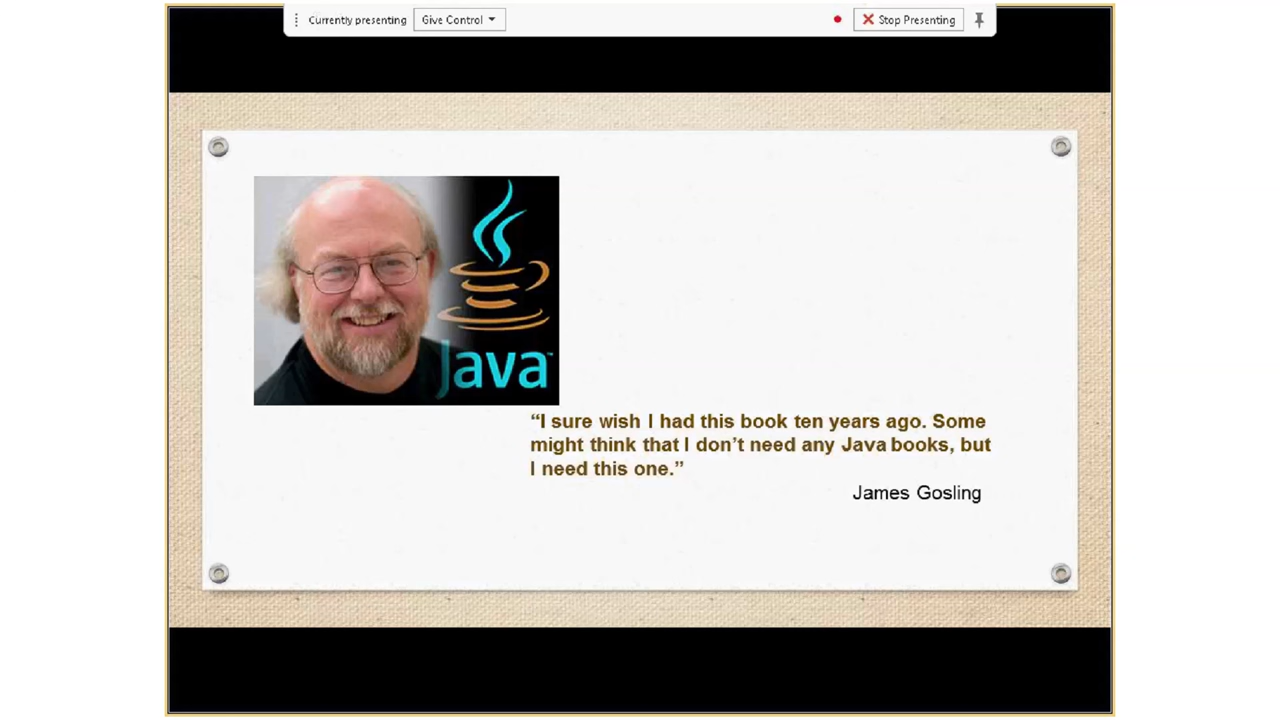 Currently presenting Give Control Stop Presenting
Java™
“I sure wish I had this book ten years ago. Some
might think that I don’t need any Java books, but
I need this one.”
James Gosling